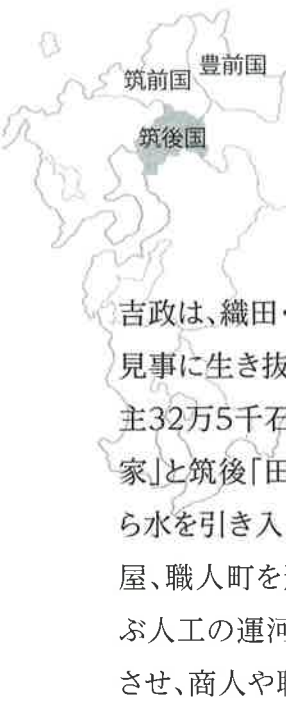 豊前国
筑前国
筑後国
吉政は、織田・
見事に生き抜
主32万5千石
家」と筑後「田
ら水を引き入
屋、職人町を
ぶ人工の運河
させ、商人や